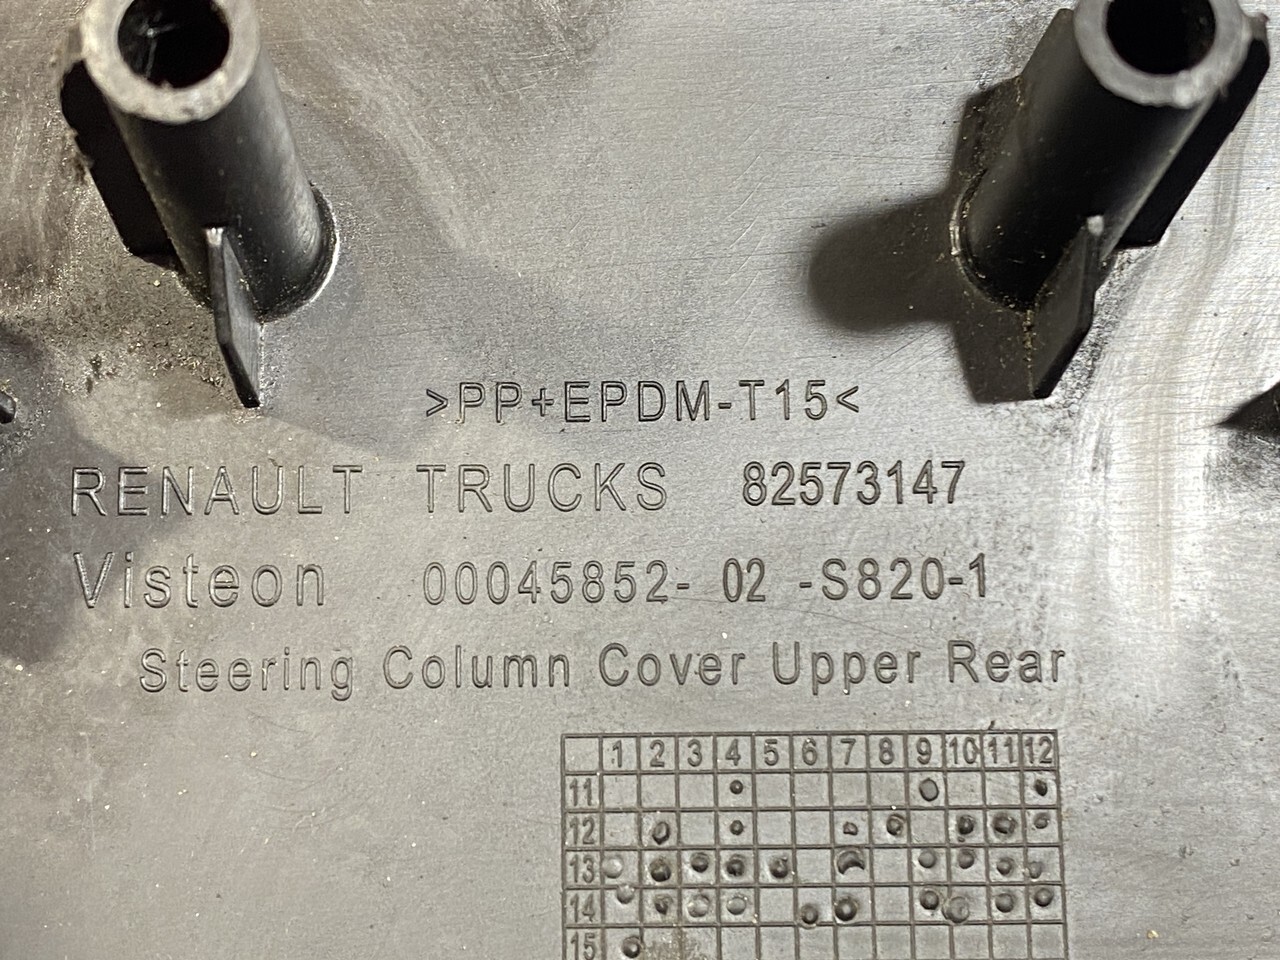 >PP+EPDM-T15<
RENAULT TRUCKS 82573147
Visteon 00045852- 02 -S820-1
Steering Column Cover Upper Rear
1 2 3 4 5 6 7 8 9 10 11 12
11
12
13
14
15